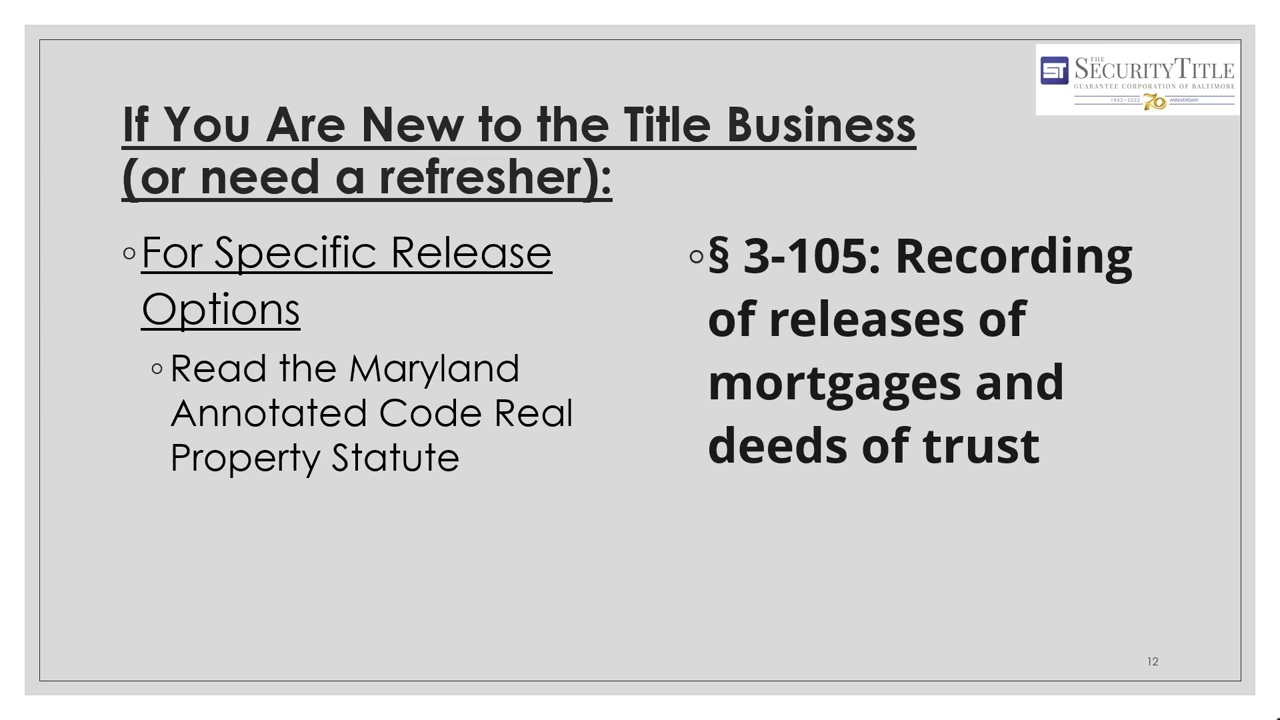 THE
SECURITYTITLE
GUARANTEE CORPORATION OF BALTIMORE
1952-2022 70 ANNIVERSARY
ST
If You Are New to the Title Business
(or need a refresher):
◦For Specific Release
Options
◦Read the Maryland
Annotated Code Real
Property Statute
◦§ 3-105: Recording
of releases of
mortgages and
deeds of trust
12